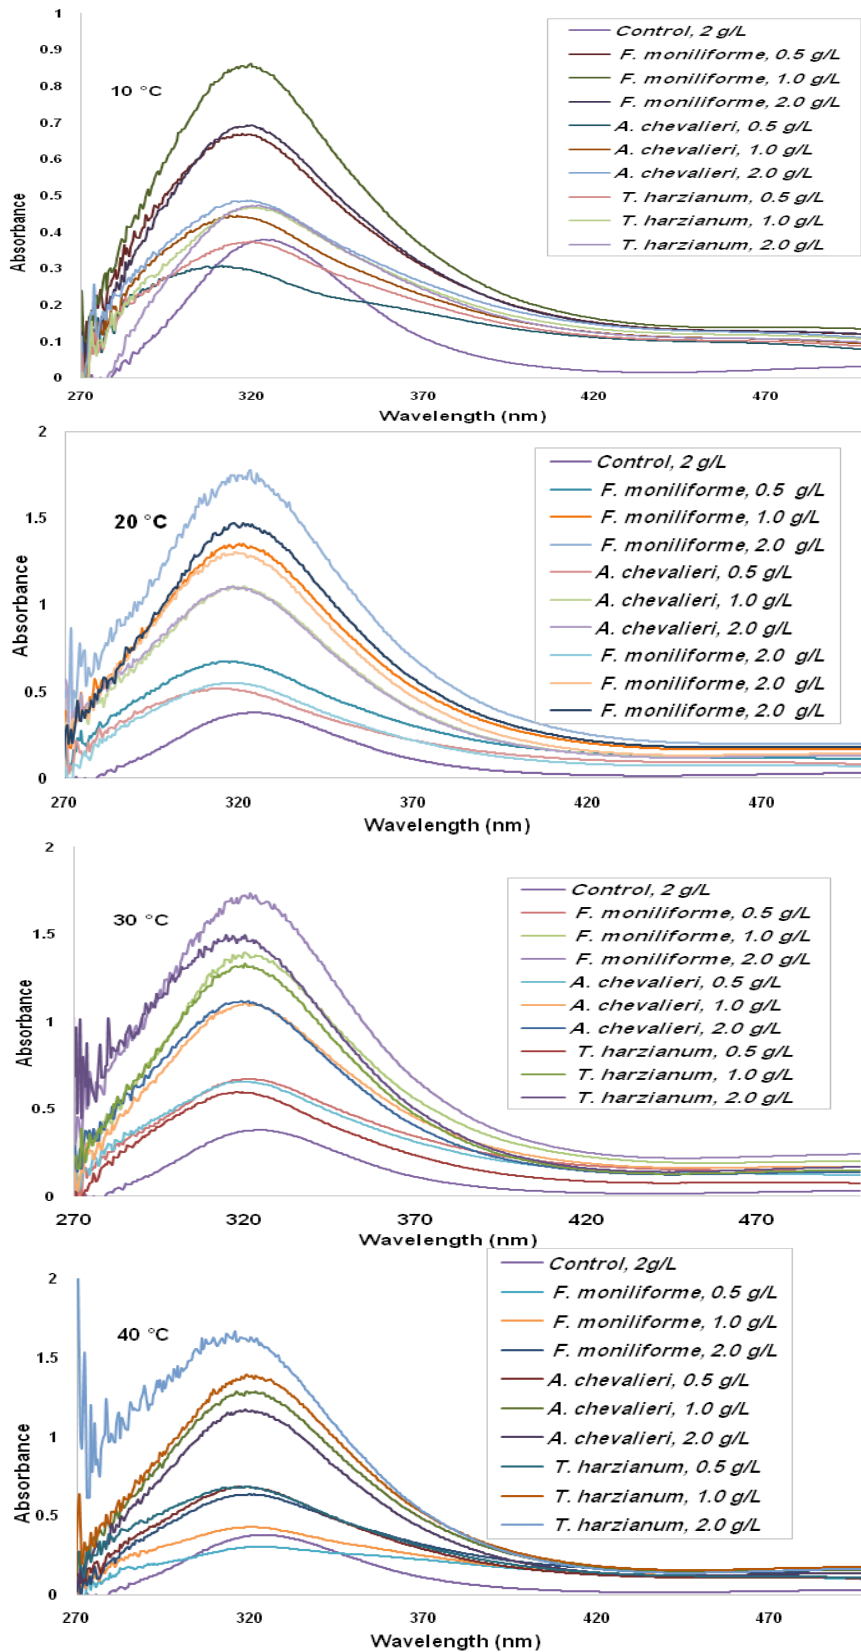 1
0.9
0.8
0.7
0.6
0.5
0.4
0.3
0.2
0.1
0
Absorbance
10 °C
Control, 2 g/L
F. moniliforme, 0.5 g/L
F. moniliforme, 1.0 g/L
F. moniliforme, 2.0 g/L
A. chevalieri, 0.5 g/L
A. chevalieri, 1.0 g/L
A. chevalieri, 2.0 g/L
T. harzianum, 0.5 g/L
T. harzianum, 1.0 g/L
T. harzianum, 2.0 g/L
270 320 370 420 470
Wavelength (nm)
2
1.5
1
0.5
0
Absorbance
20 °C
Control, 2 g/L
F. moniliforme, 0.5 g/L
F. moniliforme, 1.0 g/L
F. moniliforme, 2.0 g/L
A. chevalieri, 0.5 g/L
A. chevalieri, 1.0 g/L
A. chevalieri, 2.0 g/L
F. moniliforme, 2.0 g/L
F. moniliforme, 2.0 g/L
F. moniliforme, 2.0 g/L
270 320 370 420 470
Wavelength (nm)
2
1.5
1
0.5
0
Absorbance
30 °C
Control, 2 g/L
F. moniliforme, 0.5 g/L
F. moniliforme, 1.0 g/L
F. moniliforme, 2.0 g/L
A. chevalieri, 0.5 g/L
A. chevalieri, 1.0 g/L
A. chevalieri, 2.0 g/L
T. harzianum, 0.5 g/L
T. harzianum, 1.0 g/L
T. harzianum, 2.0 g/L
270 320 370 420 470
Wavelength (nm)
2
1.5
1
0.5
0
Absorbance
40 °C
Control, 2g/L
F. moniliforme, 0.5 g/L
F. moniliforme, 1.0 g/L
F. moniliforme, 2.0 g/L
A. chevalieri, 0.5 g/L
A. chevalieri, 1.0 g/L
A. chevalieri, 2.0 g/L
T. harzianum, 0.5 g/L
T. harzianum, 1.0 g/L
T. harzianum, 2.0 g/L
270 320 370 420 470
Wavelength (nm)